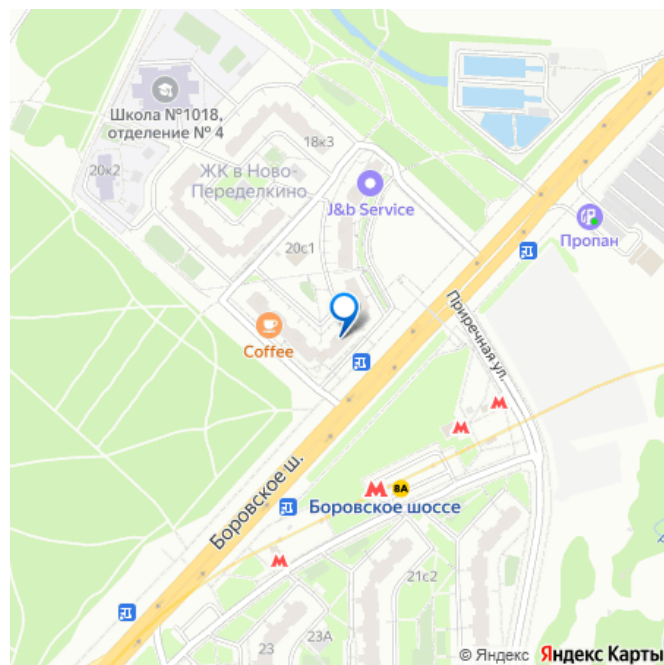 Школа №1018,
отделение № 4
18к3
20к2
ЖК в Ново-
Переделкино
J&b Service
Пропан
20с1
Приречная ул.
Coffee
М
М
Боровское ш.
М
8А
Боровское шоссе
М
21с2
23
23А
© Яндекс Яндекс Карты